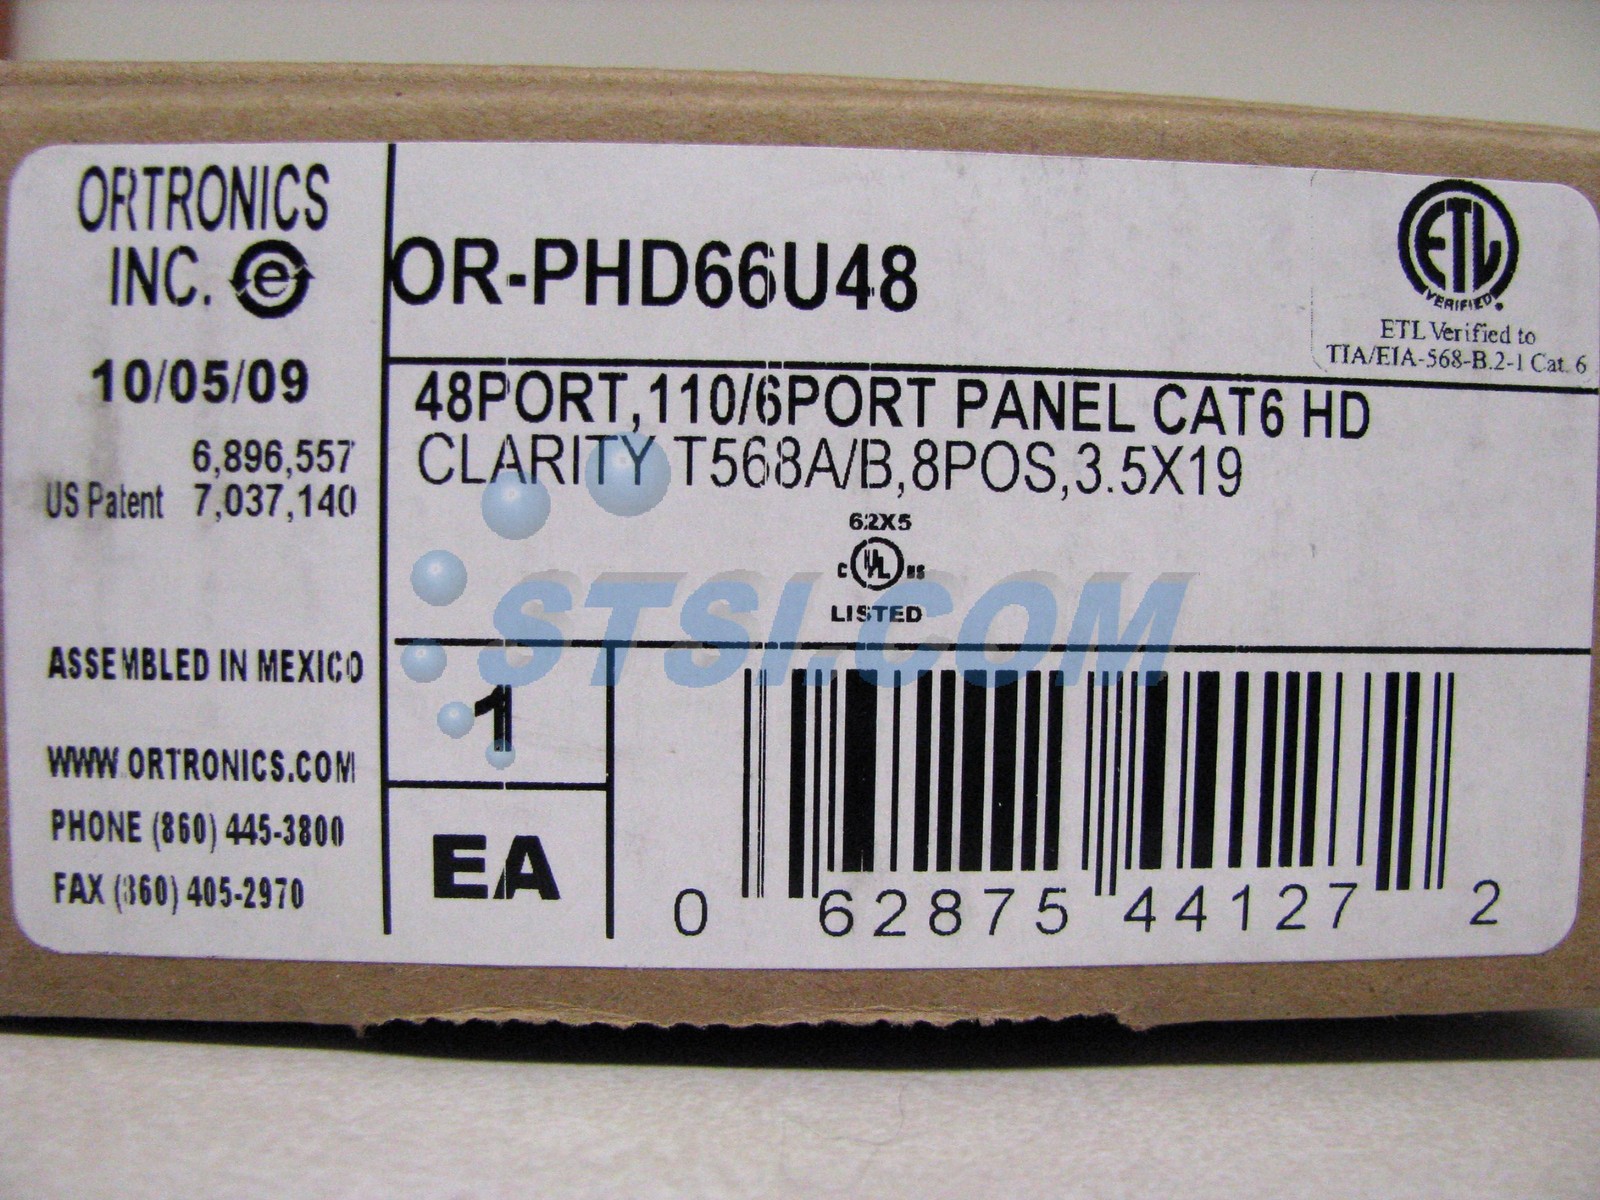 ORTRONICS
INC. e
10/05/09
6,896,557
US Patent 7,037,140
ASSEMBLED IN MEXICO
WWW.ORTRONICS.COM
PHONE (860) 445-3800
FAX (860) 405-2970
OR-PHD66U48
ETL
VERIFIED
ETL Verified to
TIA/EIA-568-B.2-1 Cat. 6
48PORT,110/6PORT PANEL CAT6 HD
CLARITY T568A/B,8POS,3.5X19
62X5
C UL US
LISTED
STSI.COM
1
EA
0 62875 44127 2